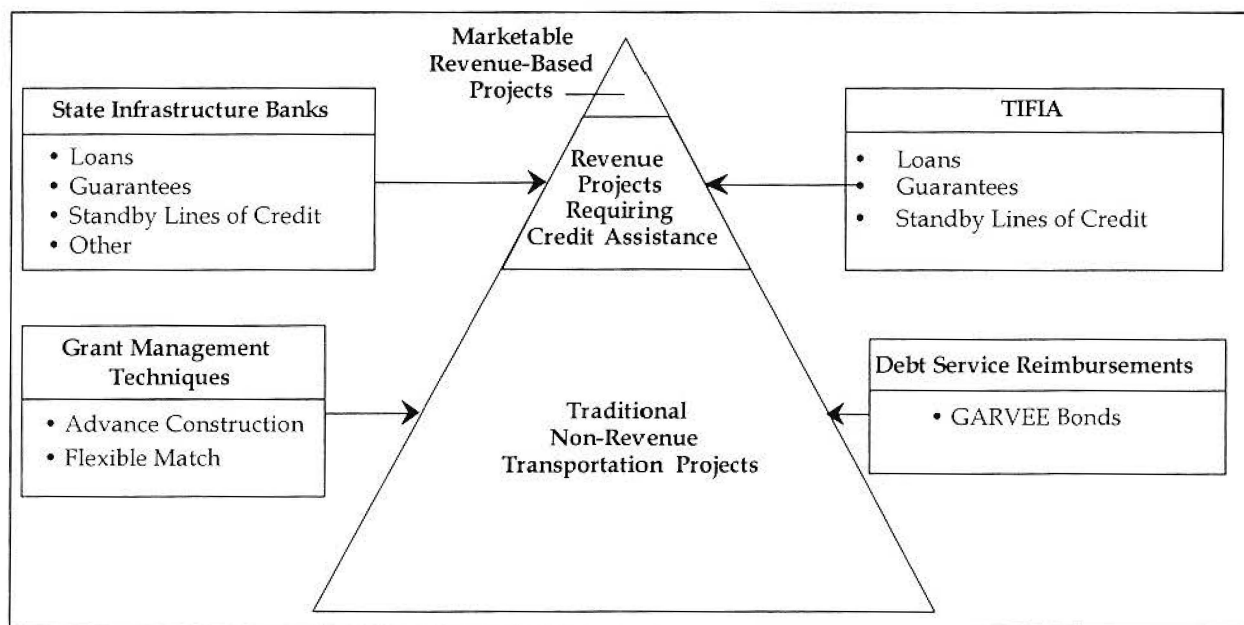 Marketable
Revenue-Based
Projects
State Infrastructure Banks
• Loans
• Guarantees
• Standby Lines of Credit
• Other
Revenue
Projects
Requiring
Credit Assistance
TIFIA
• Loans
• Guarantees
• Standby Lines of Credit
Grant Management
Techniques
• Advance Construction
• Flexible Match
Traditional
Non-Revenue
Transportation Projects
Debt Service Reimbursements
• GARVEE Bonds